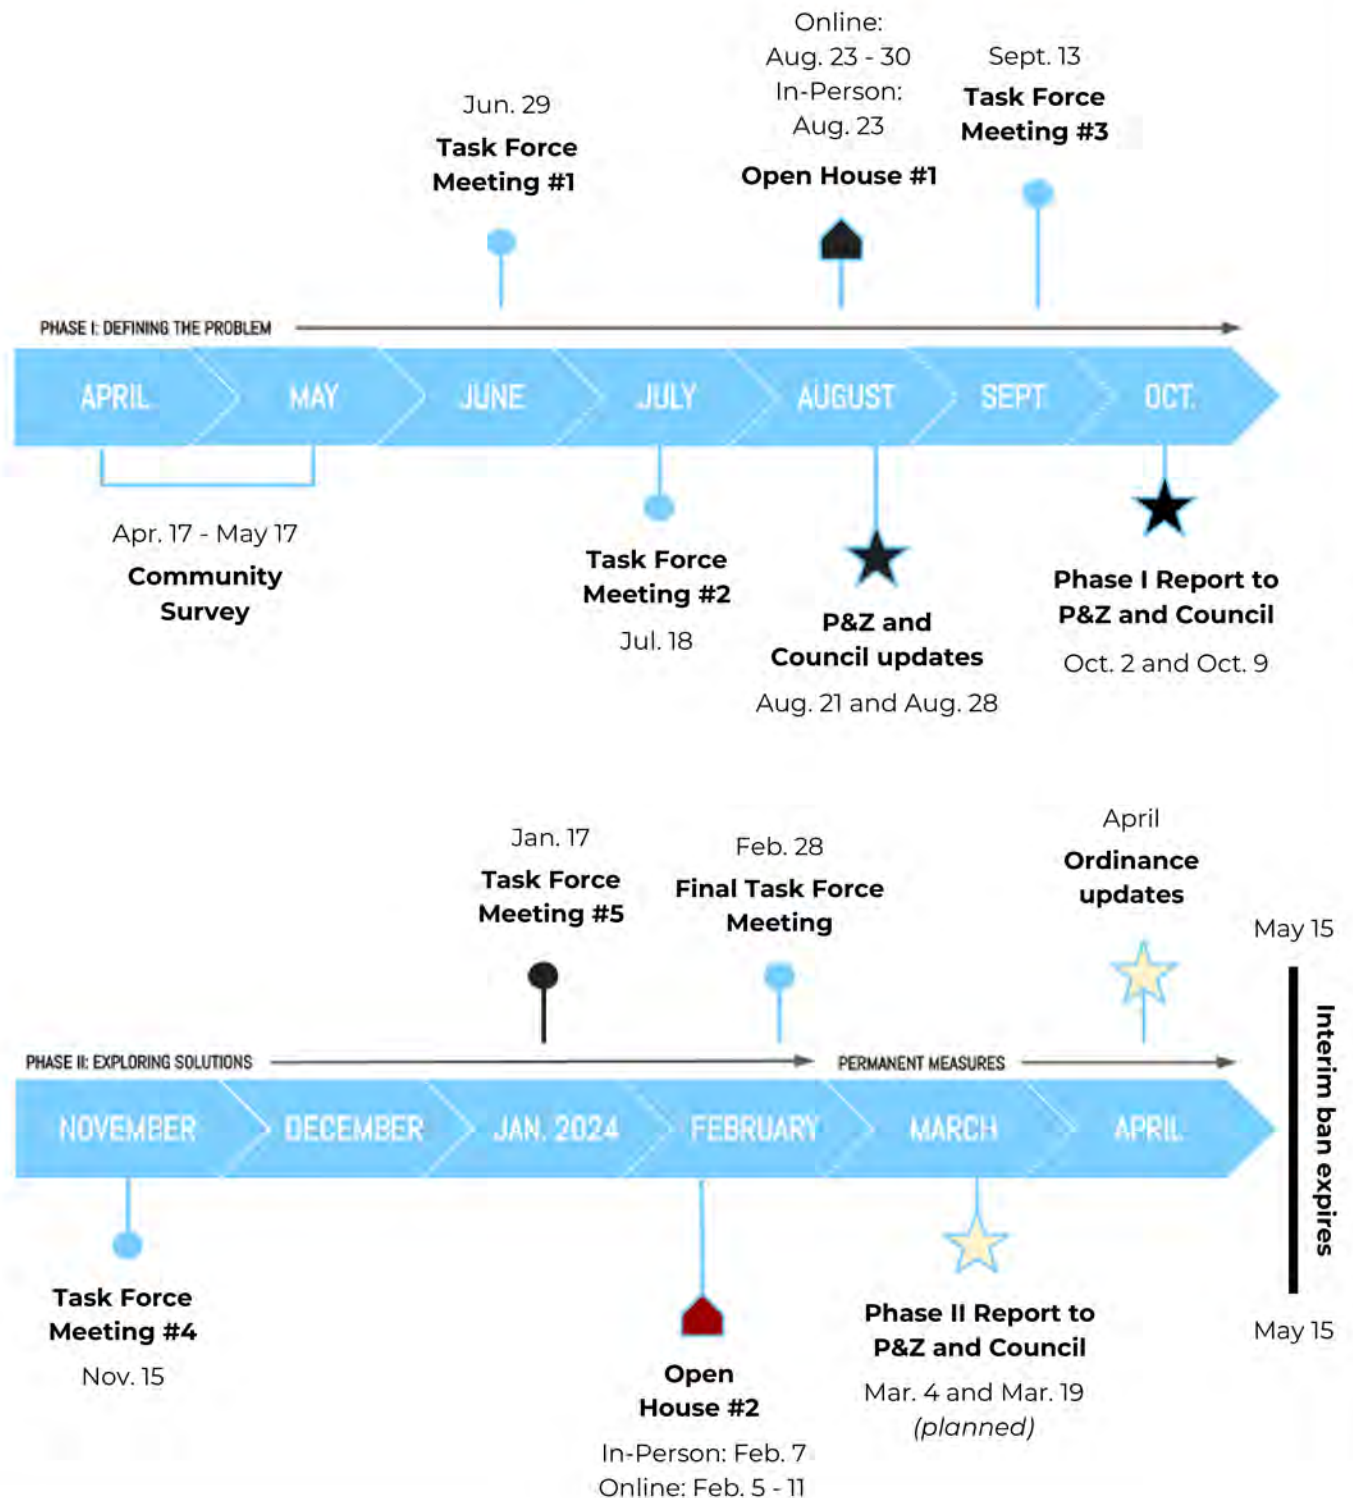 Online:
Aug. 23 - 30
In-Person:
Aug. 23
Open House #1
Sept. 13
Task Force
Meeting #3
Jun. 29
Task Force
Meeting #1
PHASE I: DEFINING THE PROBLEM
APRIL
MAY
JUNE
JULY
AUGUST
SEPT
OCT.
Apr. 17 - May 17
Community
Survey
Task Force
Meeting #2
Jul. 18
P&Z and
Council updates
Aug. 21 and Aug. 28
Phase I Report to
P&Z and Council
Oct. 2 and Oct. 9
Jan. 17
Task Force
Meeting #5
Feb. 28
Final Task Force
Meeting
April
Ordinance
updates
May 15
Interim ban expires
May 15
PHASE II: EXPLORING SOLUTIONS
PERMANENT MEASURES
NOVEMBER
DECEMBER
JAN. 2024
FEBRUARY
MARCH
APRIL
Task Force
Meeting #4
Nov. 15
Open
House #2
In-Person: Feb. 7
Online: Feb. 5 - 11
Phase II Report to
P&Z and Council
Mar. 4 and Mar. 19
(planned)